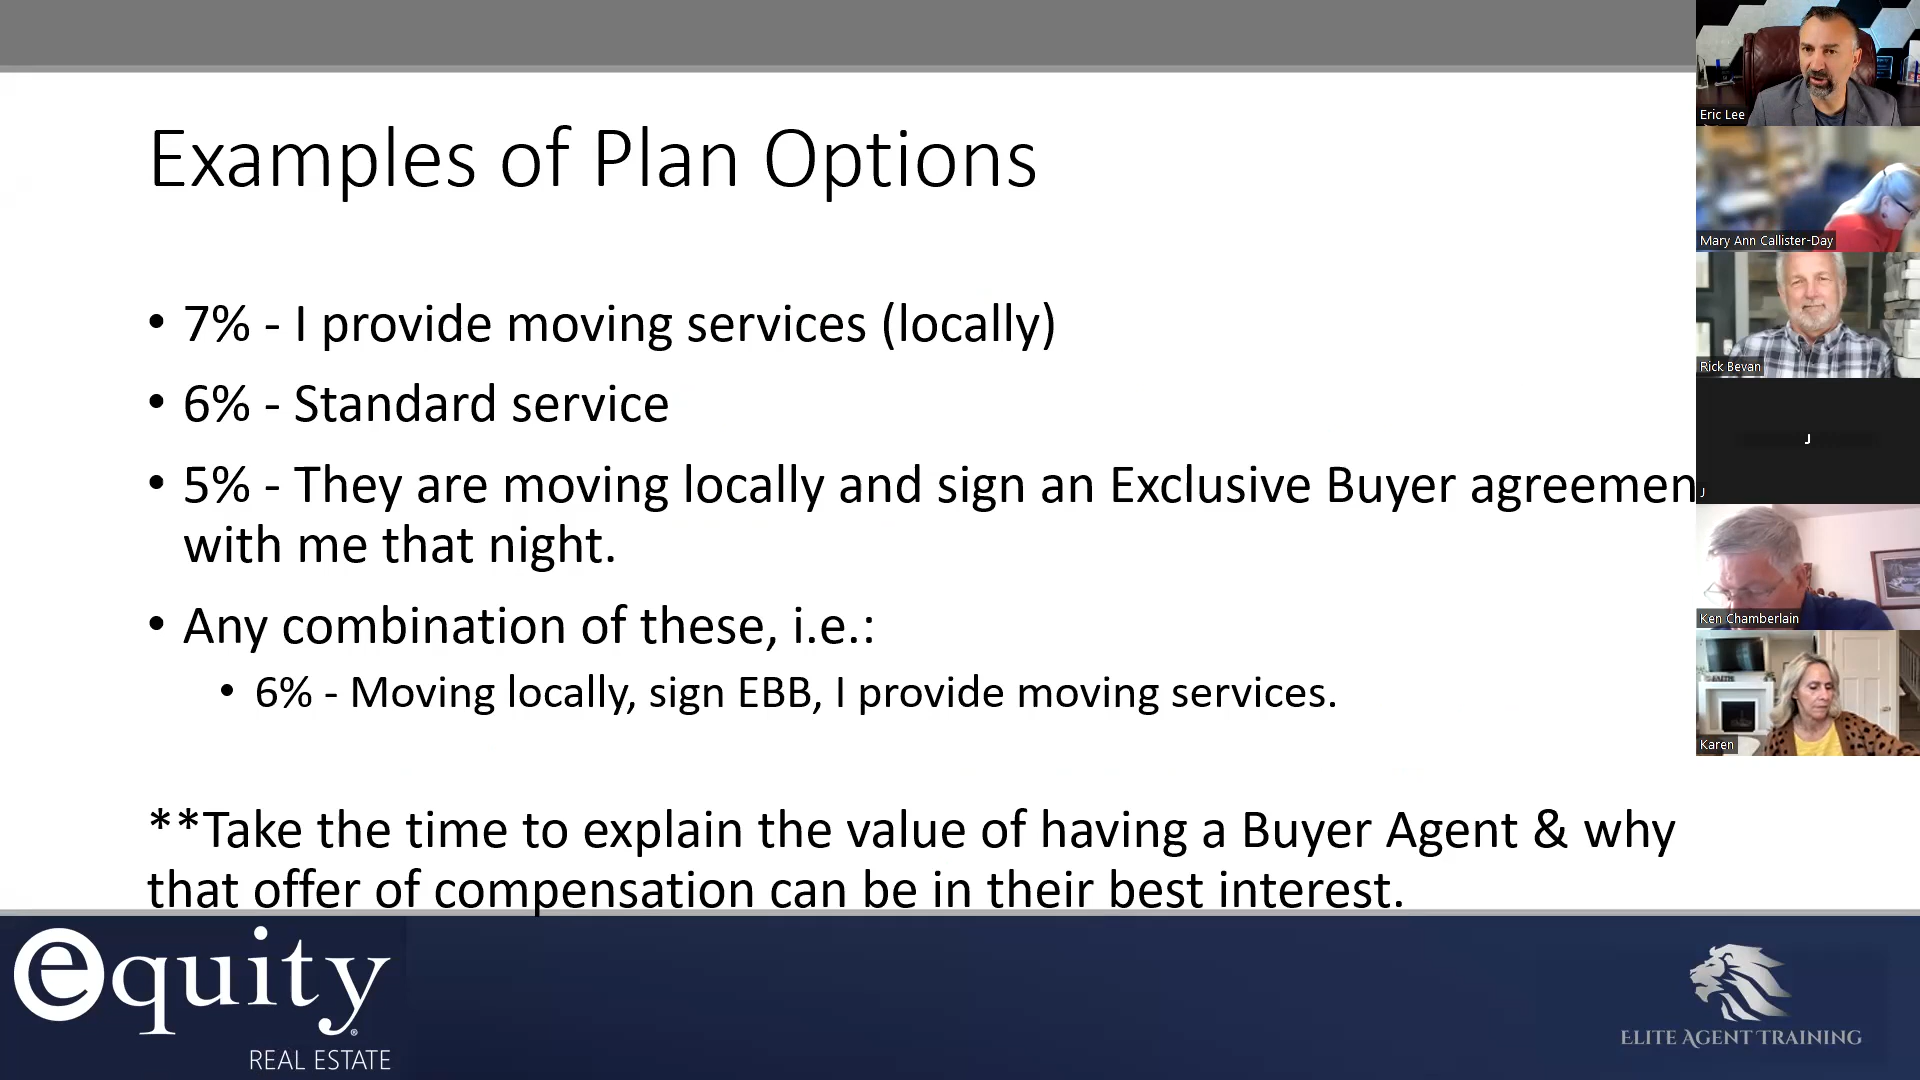 Examples of Plan Options
• 7% - I provide moving services (locally)
• 6% - Standard service
• 5% - They are moving locally and sign an Exclusive Buyer agreemen
with me that night.
• Any combination of these, i.e.:
• 6% - Moving locally, sign EBB, I provide moving services.
**Take the time to explain the value of having a Buyer Agent & why
that offer of compensation can be in their best interest.
equity®
REAL ESTATE
ELITE AGENT TRAINING
Eric Lee
Mary Ann Callister-Day
Rick Bevan
J
J
Ken Chamberlain
Karen